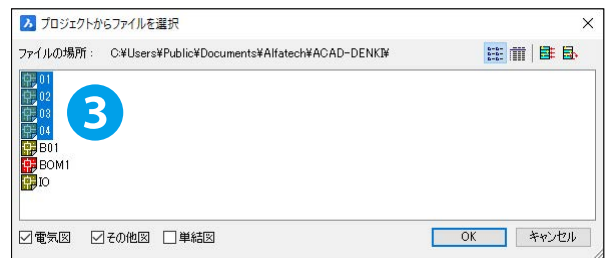 プロジェクトからファイルを選択
ファイルの場所： C:¥Users¥Public¥Documents¥Alfatech¥ACAD-DENKI¥
01
02
03
04
3
B01
BOM1
IO
電気図 その他図 単結図 OK キャンセル